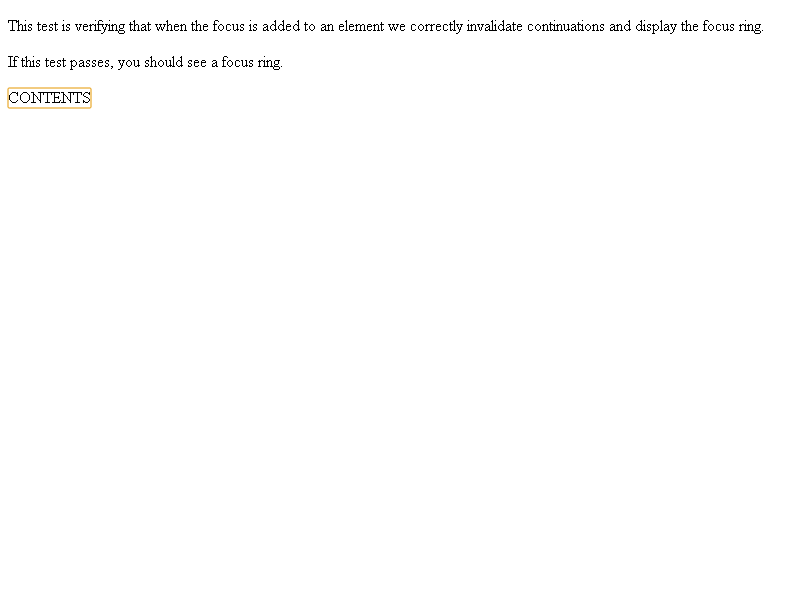 This test is verifying that when the focus is added to an element we correctly invalidate continuations and display the focus ring.
If this test passes, you should see a focus ring.
CONTENTS